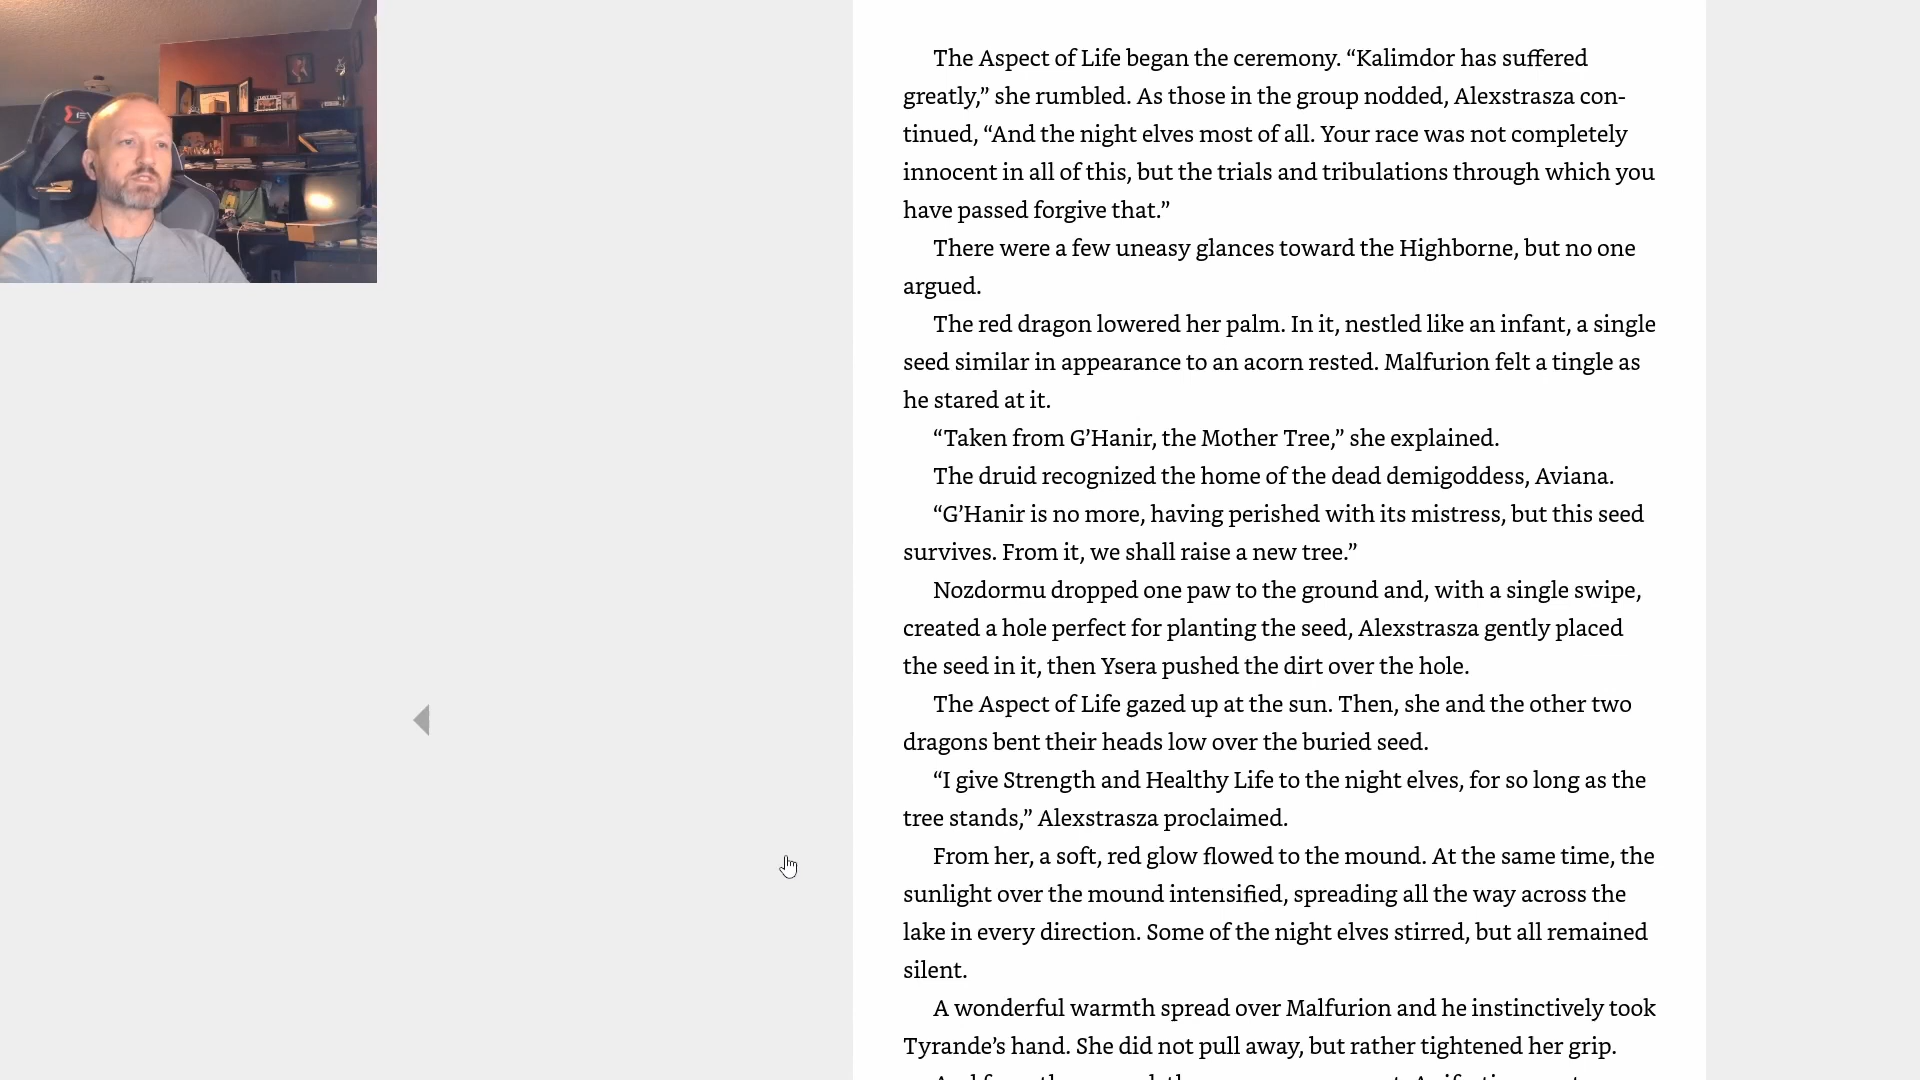 The Aspect of Life began the ceremony. “Kalimdor has suffered
greatly,” she rumbled. As those in the group nodded, Alexstrasza con-
tinued, “And the night elves most of all. Your race was not completely
innocent in all of this, but the trials and tribulations through which you
have passed forgive that.”
There were a few uneasy glances toward the Highborne, but no one
argued.
The red dragon lowered her palm. In it, nestled like an infant, a single
seed similar in appearance to an acorn rested. Malfurion felt a tingle as
he stared at it.
“Taken from G’Hanir, the Mother Tree,” she explained.
The druid recognized the home of the dead demigoddess, Aviana.
“G’Hanir is no more, having perished with its mistress, but this seed
survives. From it, we shall raise a new tree.”
Nozdormu dropped one paw to the ground and, with a single swipe,
created a hole perfect for planting the seed, Alexstrasza gently placed
the seed in it, then Ysera pushed the dirt over the hole.
The Aspect of Life gazed up at the sun. Then, she and the other two
dragons bent their heads low over the buried seed.
“I give Strength and Healthy Life to the night elves, for so long as the
tree stands,” Alexstrasza proclaimed.
From her, a soft, red glow flowed to the mound. At the same time, the
sunlight over the mound intensified, spreading all the way across the
lake in every direction. Some of the night elves stirred, but all remained
silent.
A wonderful warmth spread over Malfurion and he instinctively took
Tyrande’s hand. She did not pull away, but rather tightened her grip.